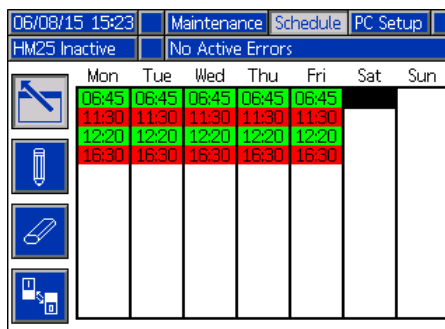 06/08/15 15:23 Maintenance Schedule PC Setup
HM25 Inactive No Active Errors
Mon Tue Wed Thu Fri Sat Sun
06:45 06:45 06:45 06:45 06:45
11:30 11:30 11:30 11:30 11:30
12:20 12:20 12:20 12:20 12:20
16:30 16:30 16:30 16:30 16:30